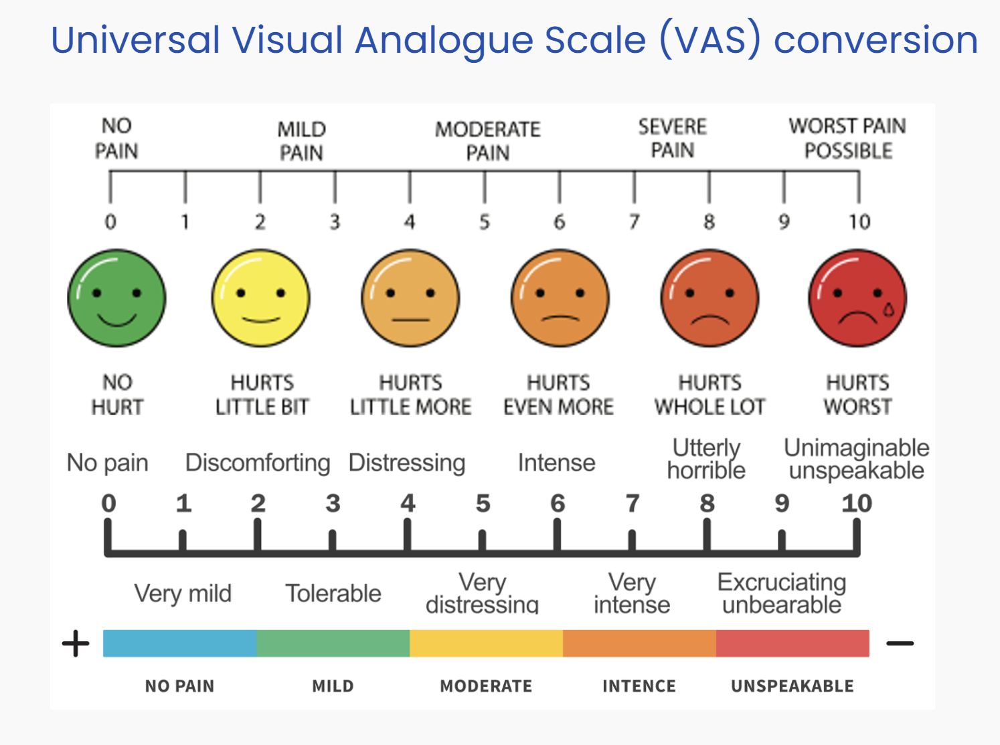 Universal Visual Analogue Scale (VAS) conversion
NO
PAIN
MILD
PAIN
MODERATE
PAIN
SEVERE
PAIN
WORST PAIN
POSSIBLE
0 1 2 3 4 5 6 7 8 9 10
NO
HURT
HURTS
LITTLE BIT
HURTS
LITTLE MORE
HURTS
EVEN MORE
HURTS
WHOLE LOT
HURTS
WORST
No pain
Discomforting
Distressing
Intense
Utterly
horrible
Unimaginable
unspeakable
0 1 2 3 4 5 6 7 8 9 10
Very mild
Tolerable
Very
distressing
Very
intense
Excruciating
unbearable
+ −
NO PAIN
MILD
MODERATE
INTENCE
UNSPEAKABLE